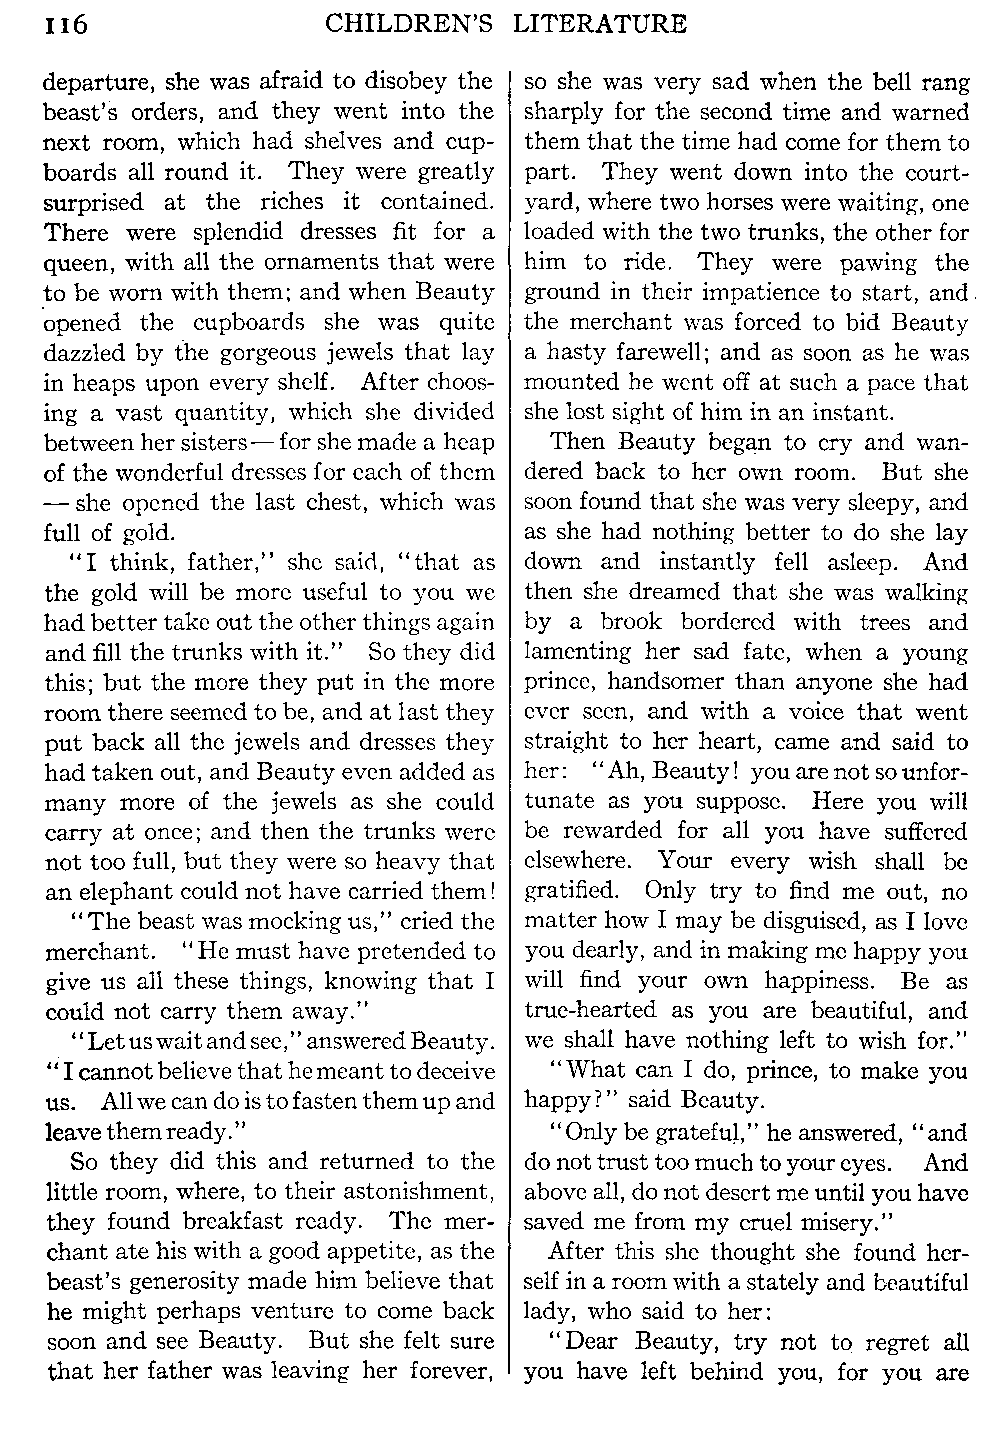 116 CHILDREN'S LITERATURE
departure, she was afraid to disobey the
beast's orders, and they went into the
next room, which had shelves and cup-
boards all round it. They were greatly
surprised at the riches it contained.
There were splendid dresses fit for a
queen, with all the ornaments that were
to be worn with them; and when Beauty
opened the cupboards she was quite
dazzled by the gorgeous jewels that lay
in heaps upon every shelf. After choos-
ing a vast quantity, which she divided
between her sisters—for she made a heap
of the wonderful dresses for each of them
—she opened the last chest, which was
full of gold.
"I think, father," she said, "that as
the gold will be more useful to you we
had better take out the other things again
and fill the trunks with it." So they did
this; but the more they put in the more
room there seemed to be, and at last they
put back all the jewels and dresses they
had taken out, and Beauty even added as
many more of the jewels as she could
carry at once; and then the trunks were
not too full, but they were so heavy that
an elephant could not have carried them!
"The beast was mocking us," cried the
merchant. "He must have pretended to
give us all these things, knowing that I
could not carry them away."
"Let us wait and see," answered Beauty.
"I cannot believe that he meant to deceive
us. All we can do is to fasten them up and
leave them ready."
So they did this and returned to the
little room, where, to their astonishment,
they found breakfast ready. The mer-
chant ate his with a good appetite, as the
beast's generosity made him believe that
he might perhaps venture to come back
soon and see Beauty. But she felt sure
that her father was leaving her forever,
so she was very sad when the bell rang
sharply for the second time and warned
them that the time had come for them to
part. They went down into the court-
yard, where two horses were waiting, one
loaded with the two trunks, the other for
him to ride. They were pawing the
ground in their impatience to start, and
the merchant was forced to bid Beauty
a hasty farewell; and as soon as he was
mounted he went off at such a pace that
she lost sight of him in an instant.
Then Beauty began to cry and wan-
dered back to her own room. But she
soon found that she was very sleepy, and
as she had nothing better to do she lay
down and instantly fell asleep. And
then she dreamed that she was walking
by a brook bordered with trees and
lamenting her sad fate, when a young
prince, handsomer than anyone she had
ever seen, and with a voice that went
straight to her heart, came and said to
her: "Ah, Beauty! you are not so unfor-
tunate as you suppose. Here you will
be rewarded for all you have suffered
elsewhere. Your every wish shall be
gratified. Only try to find me out, no
matter how I may be disguised, as I love
you dearly, and in making me happy you
will find your own happiness. Be as
true-hearted as you are beautiful, and
we shall have nothing left to wish for."
"What can I do, prince, to make you
happy?" said Beauty.
"Only be grateful," he answered, "and
do not trust too much to your eyes. And
above all, do not desert me until you have
saved me from my cruel misery."
After this she thought she found her-
self in a room with a stately and beautiful
lady, who said to her:
"Dear Beauty, try not to regret all
you have left behind you, for you are